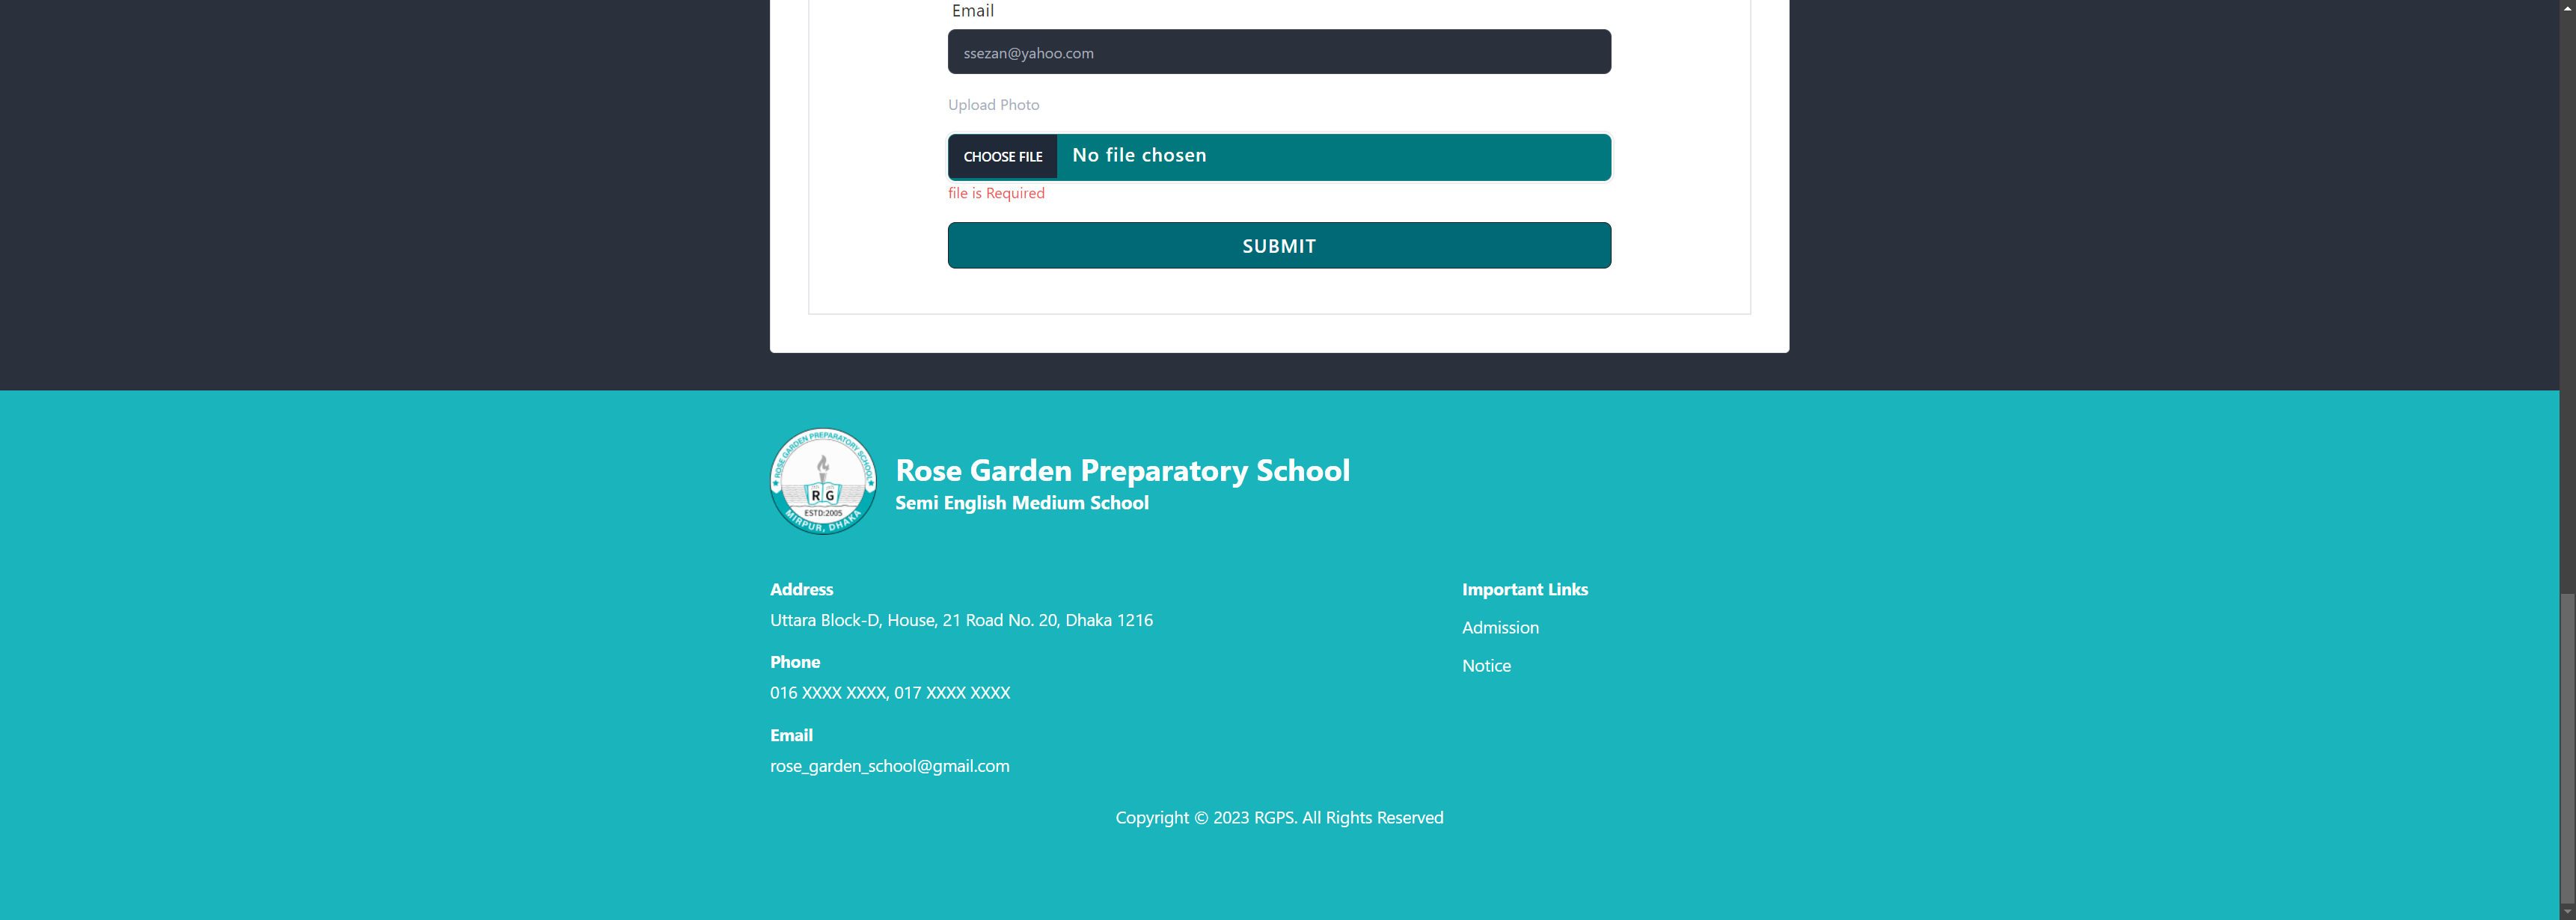 Email
ssezan@yahoo.com
Upload Photo
CHOOSE FILE No file chosen
file is Required
SUBMIT
ROSE GARDEN PREPARATORY SCHOOL
R G
ESTD:2005
MIRPUR, DHAKA
Rose Garden Preparatory School
Semi English Medium School
Address
Uttara Block-D, House, 21 Road No. 20, Dhaka 1216
Phone
016 XXXX XXXX, 017 XXXX XXXX
Email
rose_garden_school@gmail.com
Important Links
Admission
Notice
Copyright © 2023 RGPS. All Rights Reserved